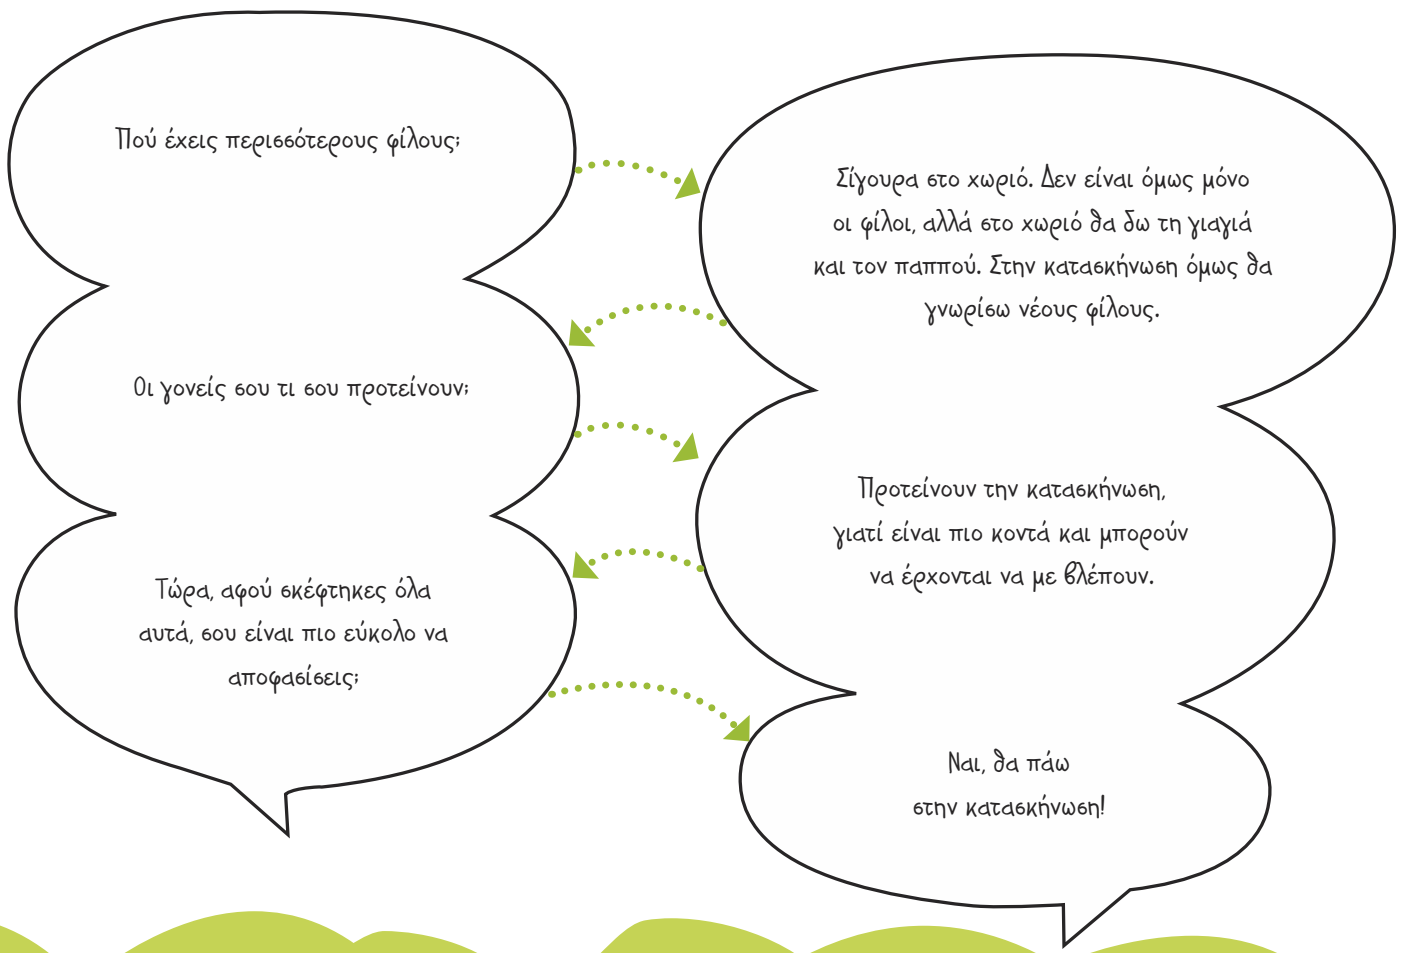 Πού έχεις περισσότερους φίλους;
Σίγουρα στο χωριό. Δεν είναι όμως μόνο
οι φίλοι, αλλά στο χωριό θα δω τη γιαγιά
και τον παππού. Στην κατασκήνωση όμως θα
γνωρίσω νέους φίλους.
Οι γονείς σου τι σου προτείνουν;
Προτείνουν την κατασκήνωση,
γιατί είναι πιο κοντά και μπορούν
να έρχονται να με βλέπουν.
Τώρα, αφού σκέφτηκες όλα
αυτά, σου είναι πιο εύκολο να
αποφασίσεις;
Ναι, θα πάω
στην κατασκήνωση!